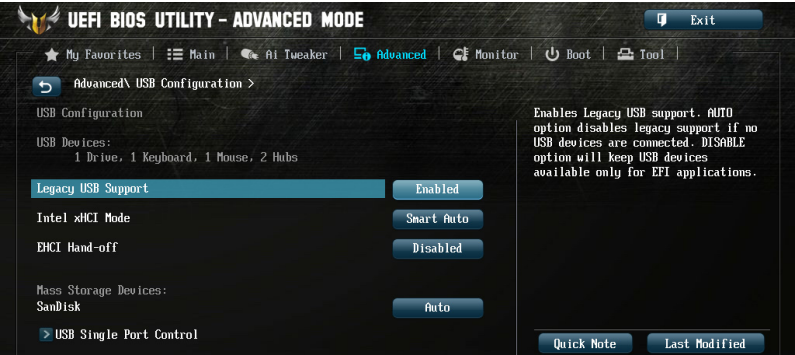 UEFI BIOS UTILITY – ADVANCED MODE
Exit
My Favorites
Main
Ai Tweaker
Advanced
Monitor
Boot
Tool
Advanced\ USB Configuration >
USB Configuration
USB Devices:
1 Drive, 1 Keyboard, 1 Mouse, 2 Hubs
Legacy USB Support
Enabled
Intel xHCI Mode
Smart Auto
EHCI Hand-off
Disabled
Mass Storage Devices:
SanDisk
Auto
> USB Single Port Control
Enables Legacy USB support. AUTO
option disables legacy support if no
USB devices are connected. DISABLE
option will keep USB devices
available only for EFI applications.
Quick Note
Last Modified